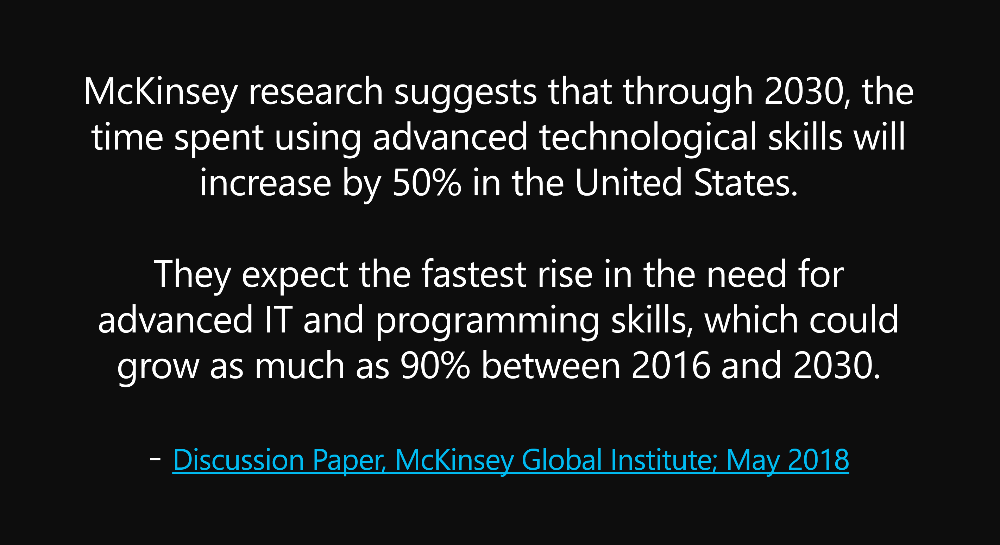 McKinsey research suggests that through 2030, the
time spent using advanced technological skills will
increase by 50% in the United States.
They expect the fastest rise in the need for
advanced IT and programming skills, which could
grow as much as 90% between 2016 and 2030.
- Discussion Paper, McKinsey Global Institute; May 2018